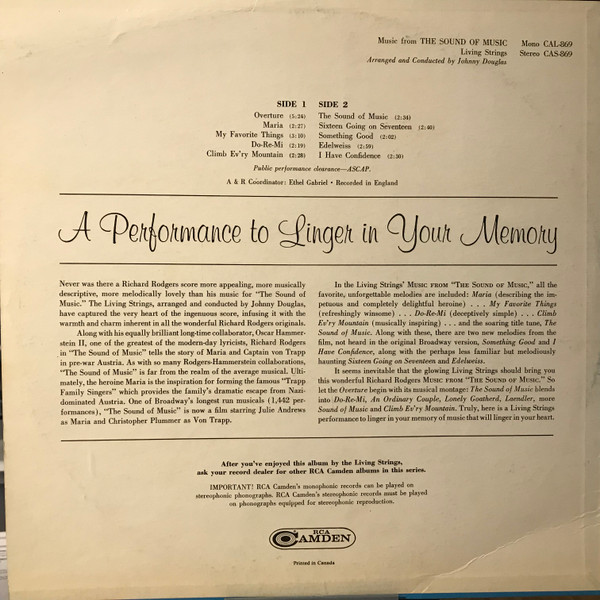 Music from THE SOUND OF MUSIC Mono CAL-869
Living Strings Stereo CAS-869
Arranged and Conducted by Johnny Douglas
SIDE 1 SIDE 2
Overture (5:24) The Sound of Music (2:34)
Maria (2:27) Sixteen Going on Seventeen (2:40)
My Favorite Things (3:10) Something Good (2:02)
Do-Re-Mi (2:19) Edelweiss (2:59)
Climb Ev'ry Mountain (2:28) I Have Confidence (2:30)
Public performance clearance—ASCAP.
A & R Coordinator: Ethel Gabriel • Recorded in England
A Performance to Linger in Your Memory
Never was there a Richard Rodgers score more appealing, more musically
descriptive, more melodically lovely than his music for "The Sound of
Music." The Living Strings, arranged and conducted by Johnny Douglas,
have captured the very heart of the ingenuous score, infusing it with the
warmth and charm inherent in all the wonderful Richard Rodgers originals.
Along with his equally brilliant long-time collaborator, Oscar Hammer-
stein II, one of the greatest of modern-day lyricists, Richard Rodgers
in "The Sound of Music" tells the story of Maria and Captain von Trapp
in pre-war Austria. As with so many Rodgers-Hammerstein collaborations,
"The Sound of Music" is far from the realm of the average musical. Ulti-
mately, the heroine Maria is the inspiration for forming the famous "Trapp
Family Singers" which provides the family's dramatic escape from Nazi-
dominated Austria. One of Broadway's longest run musicals (1,442 per-
formances), "The Sound of Music" is now a film starring Julie Andrews
as Maria and Christopher Plummer as Von Trapp.
In the Living Strings' MUSIC FROM "THE SOUND OF MUSIC," all the
favorite, unforgettable melodies are included: Maria (describing the im-
petuous and completely delightful heroine) . . . My Favorite Things
(refreshingly winsome) . . . Do-Re-Mi (deceptively simple) . . . Climb
Ev'ry Mountain (musically inspiring) . . . and the soaring title tune, The
Sound of Music. Along with these, there are two new melodies from the
film, not heard in the original Broadway version, Something Good and I
Have Confidence, along with the perhaps less familiar but melodiously
haunting Sixteen Going on Seventeen and Edelweiss.
It seems inevitable that the glowing Living Strings should bring you
this wonderful Richard Rodgers MUSIC FROM "THE SOUND OF MUSIC." So
let the Overture begin with its musical montage: The Sound of Music blends
into Do-Re-Mi, An Ordinary Couple, Lonely Goatherd, Laendler, more
Sound of Music and Climb Ev'ry Mountain. Truly, here is a Living Strings
performance to linger in your memory of music that will linger in your heart.
After you've enjoyed this album by the Living Strings,
ask your record dealer for other RCA Camden albums in this series.
IMPORTANT! RCA Camden's monophonic records can be played on
stereophonic phonographs. RCA Camden's stereophonic records must be played
on phonographs equipped for stereophonic reproduction.
RCA
CAMDEN
Printed in Canada